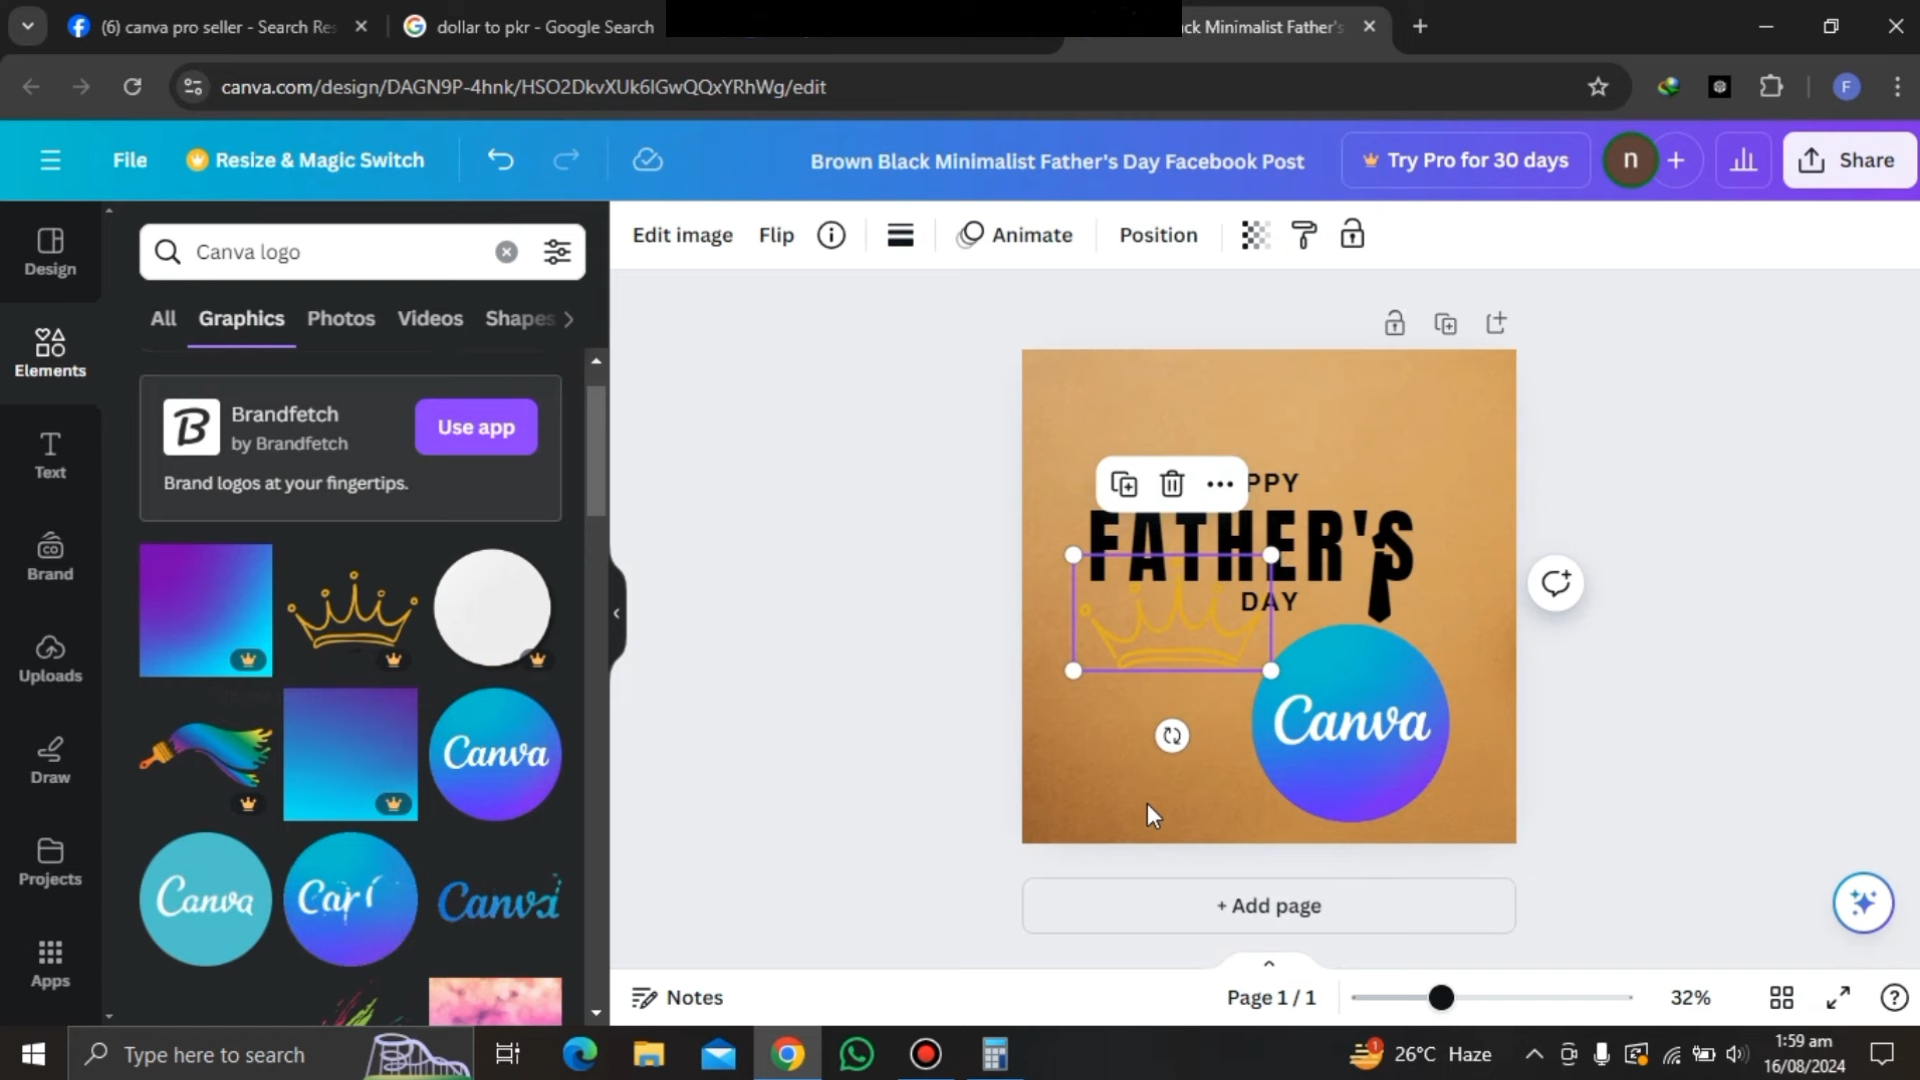 (6) canva pro seller - Search Res
dollar to pkr - Google Search
ck Minimalist Father's
canva.com/design/DAGN9P-4hnk/HSO2DkvXUk6lGwQQxYRhWg/edit
F
File
Resize & Magic Switch
Brown Black Minimalist Father's Day Facebook Post
Try Pro for 30 days
n
Share
Design
Elements
Text
Brand
Uploads
Draw
Projects
Apps
Canva logo
All
Graphics
Photos
Videos
Shapes
Brandfetch
by Brandfetch
Use app
Brand logos at your fingertips.
Canva
Canva
Canva
Edit image
Flip
Animate
Position
PPY
FATHER'S
DAY
Canva
+ Add page
Notes
Page 1 / 1
32%
Type here to search
26°C Haze
1:59 am
16/08/2024